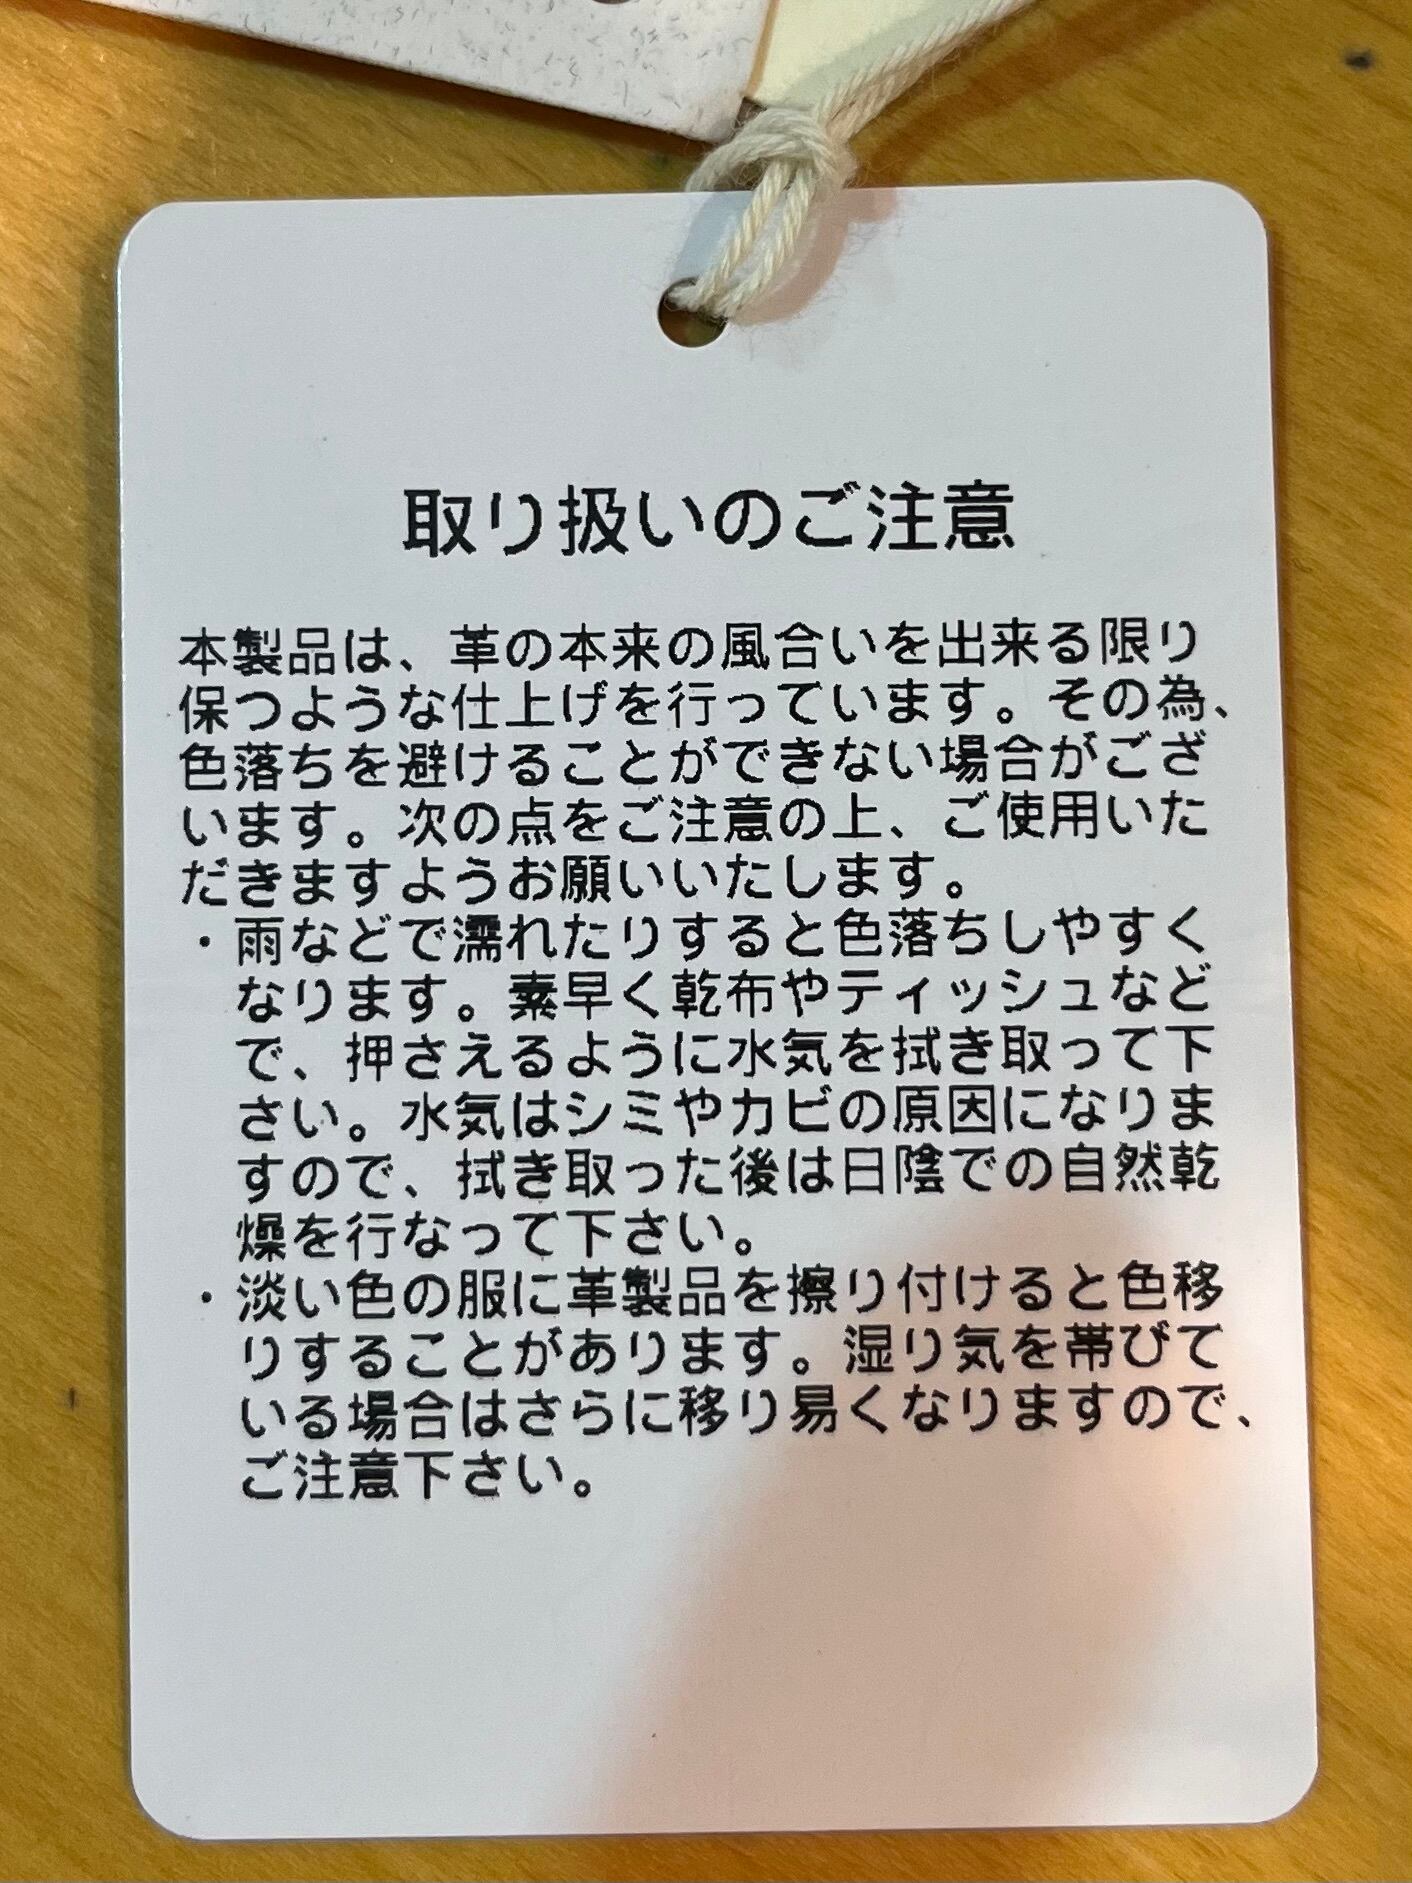 取り扱いのご注意
本製品は、革の本来の風合いを出来る限り
保つような仕上げを行っています。その為、
色落ちを避けることができない場合がござ
います。次の点をご注意の上、ご使用いた
だきますようお願いいたします。
・雨などで濡れたりすると色落ちしやすく
なります。素早く乾布やティッシュなど
で、押さえるように水気を拭き取って下
さい。水気はシミやカビの原因になりま
すので、拭き取った後は日陰での自然乾
燥を行なって下さい。
・淡い色の服に革製品を擦り付けると色移
りすることがあります。湿り気を帯びて
いる場合はさらに移り易くなりますので、
ご注意下さい。